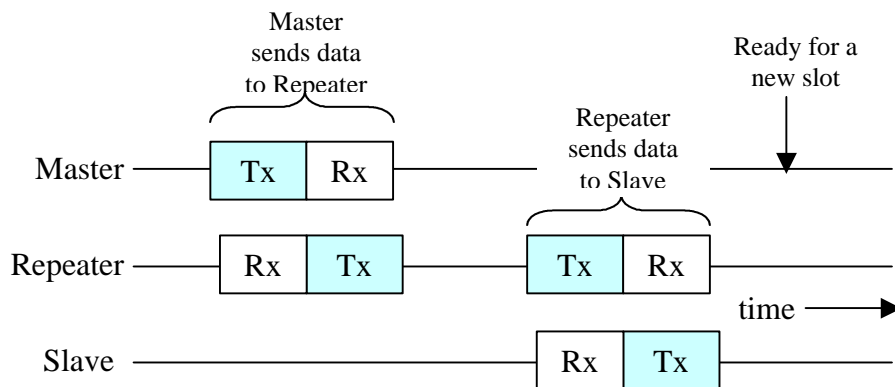 Master
sends data
to Repeater
Ready for a
new slot
Repeater
sends data
to Slave
Master
Tx
Rx
Repeater
Rx
Tx
Tx
Rx
time
Slave
Rx
Tx